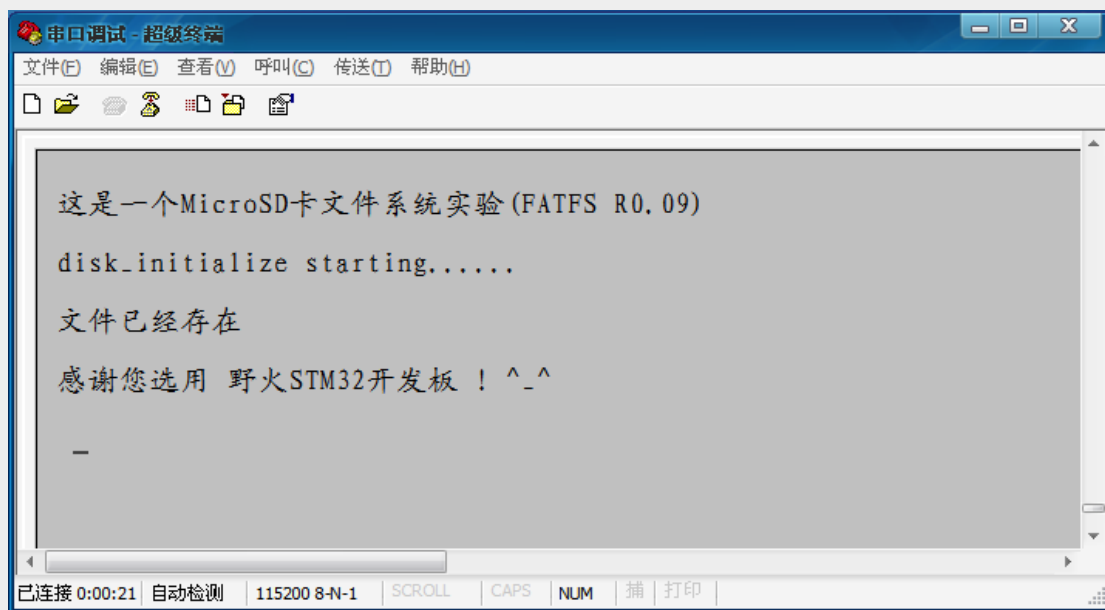 串口调试 - 超级终端
文件(F) 编辑(E) 查看(V) 呼叫(C) 传送(T) 帮助(H)
这是一个MicroSD卡文件系统实验(FATFS R0.09)
disk_initialize starting......
文件已经存在
感谢您选用 野火STM32开发板 ! ^_^
_
已连接 0:00:21 自动检测 115200 8-N-1 SCROLL CAPS NUM 捕 打印